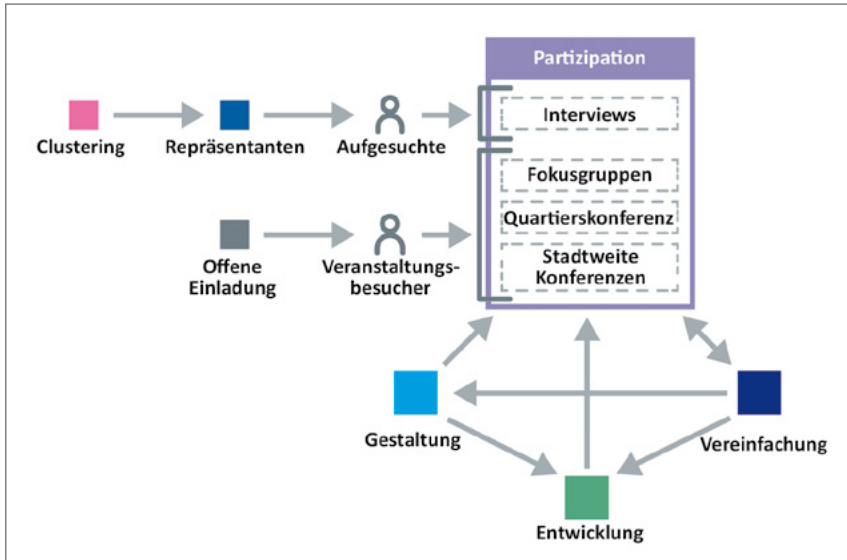 Partizipation
Interviews
Clustering
Repräsentanten
Aufgesuchte
Fokusgruppen
Quartierskonferenz
Stadtweite
Konferenzen
Offene
Einladung
Veranstaltungs-
besucher
Gestaltung
Vereinfachung
Entwicklung